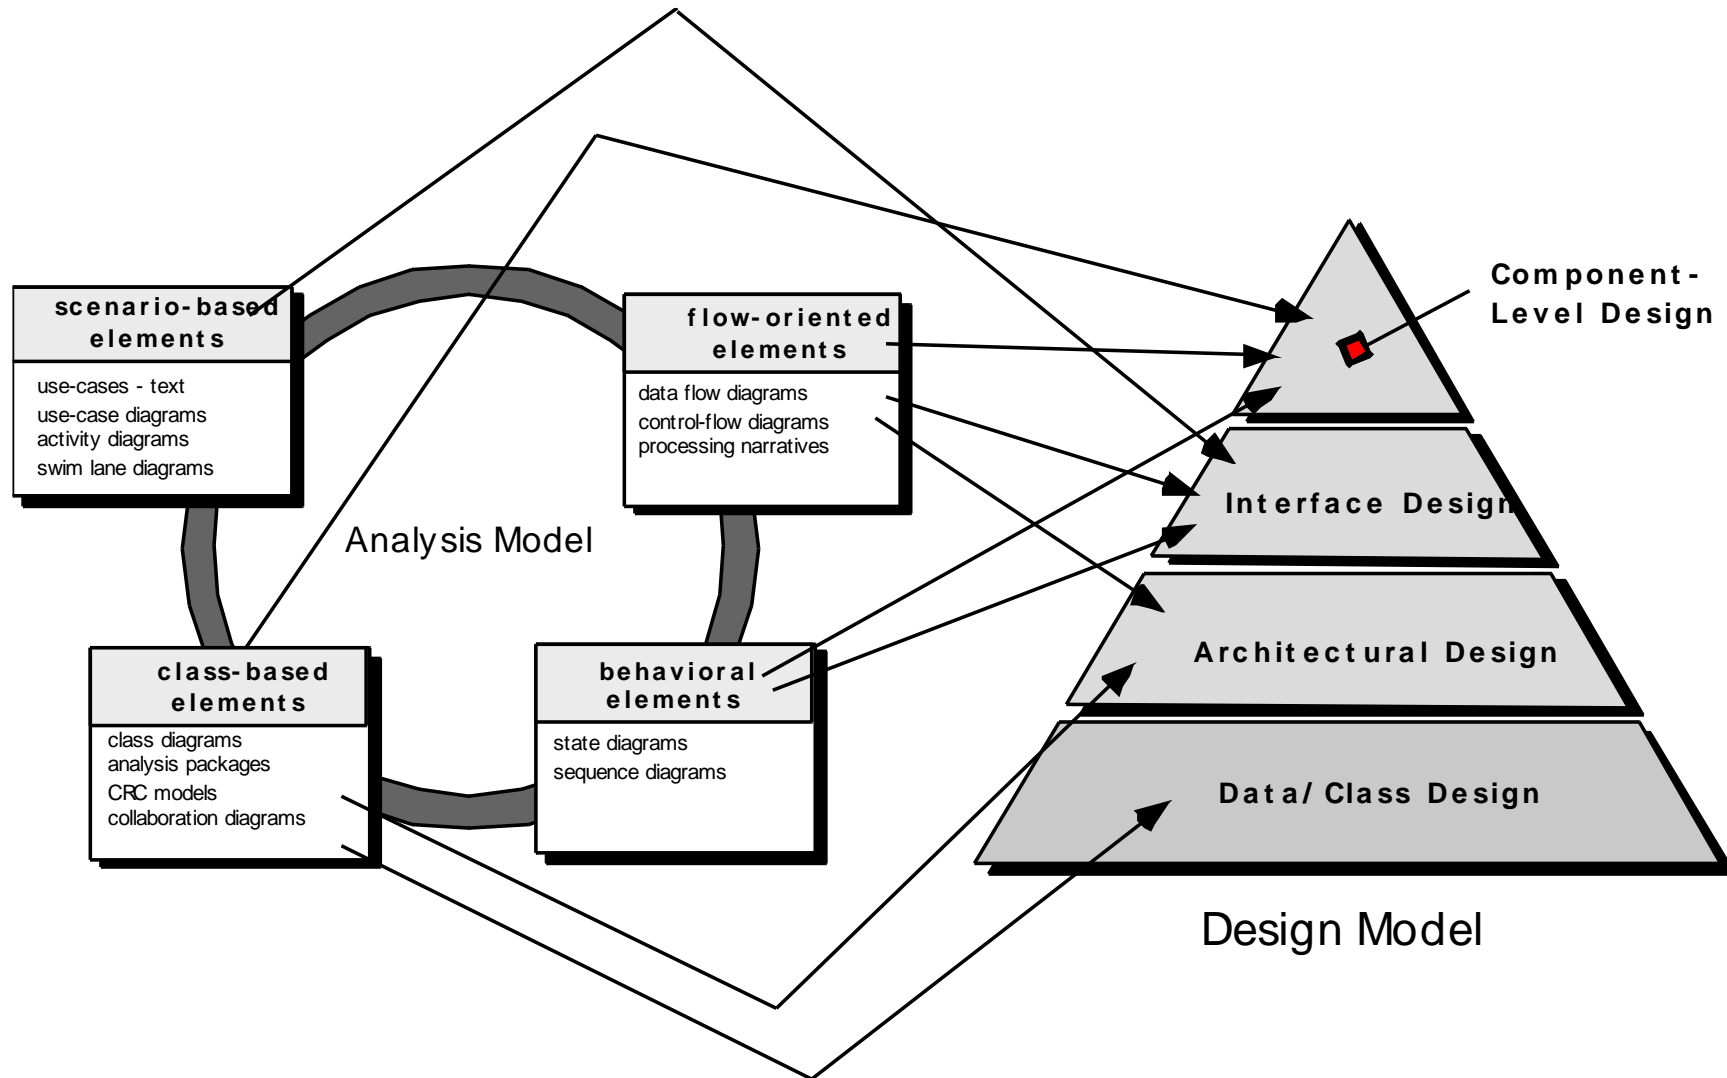 scenario-based
elements
use-cases - text
use-case diagrams
activity diagrams
swim lane diagrams
flow-oriented
elements
data flow diagrams
control-flow diagrams
processing narratives
Analysis Model
class-based
elements
class diagrams
analysis packages
CRC models
collaboration diagrams
behavioral
elements
state diagrams
sequence diagrams
Component-
Level Design
Interface Design
Architectural Design
Data/ Class Design
Design Model